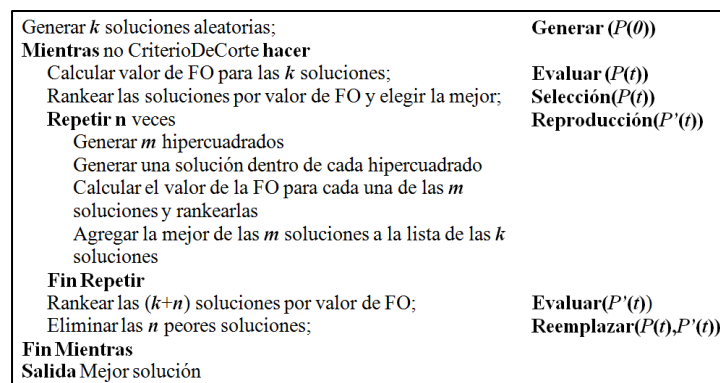 Generar k soluciones aleatorias; Generar (P(0))
Mientras no CriterioDeCorte hacer
Calcular valor de FO para las k soluciones; Evaluar (P(t))
Rankear las soluciones por valor de FO y elegir la mejor; Selección(P(t))
Repetir n veces Reproducción(P'(t))
Generar m hipercuadrados
Generar una solución dentro de cada hipercuadrado
Calcular el valor de la FO para cada una de las m
soluciones y rankearlas
Agregar la mejor de las m soluciones a la lista de las k
soluciones
Fin Repetir
Rankear las (k+n) soluciones por valor de FO; Evaluar(P'(t))
Eliminar las n peores soluciones; Reemplazar(P(t),P'(t))
Fin Mientras
Salida Mejor solución